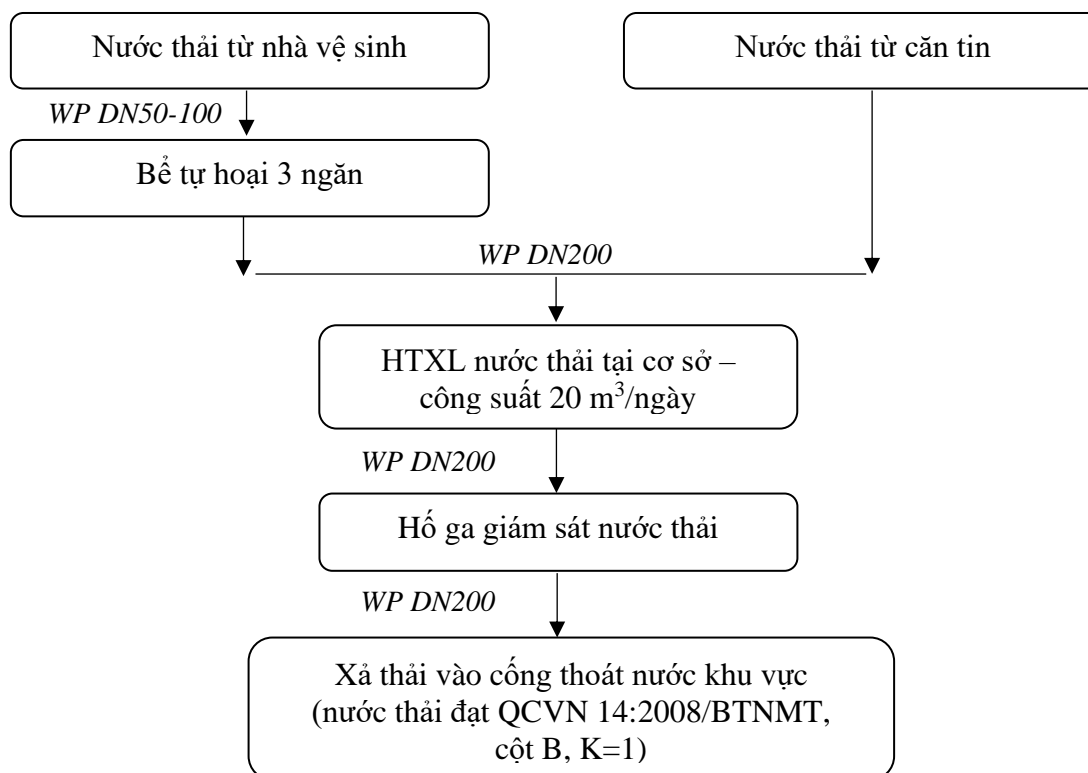 Nước thải từ nhà vệ sinh
Nước thải từ căn tin
WP DN50-100
Bể tự hoại 3 ngăn
WP DN200
HTXL nước thải tại cơ sở –
công suất 20 m³/ngày
WP DN200
Hố ga giám sát nước thải
WP DN200
Xả thải vào cống thoát nước khu vực
(nước thải đạt QCVN 14:2008/BTNMT,
cột B, K=1)